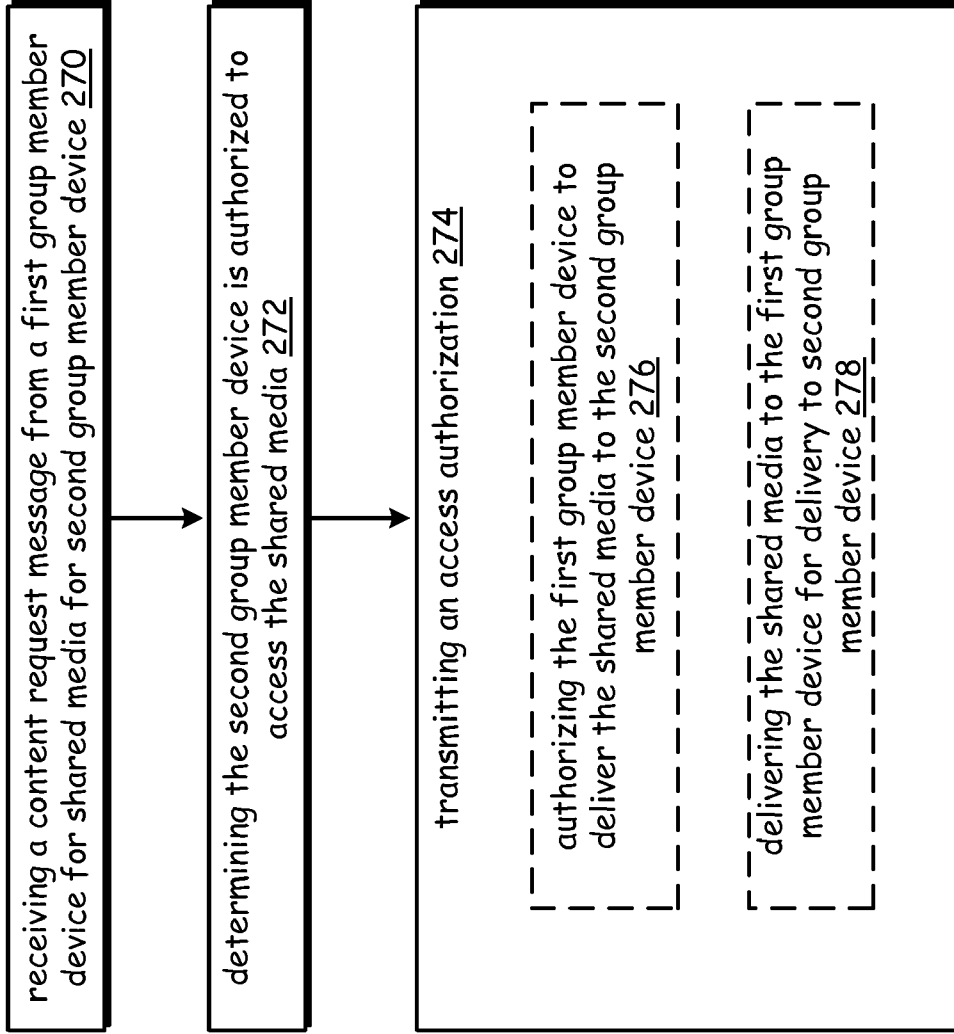 receiving a content request message from a first group member
device for shared media for second group member device 270
determining the second group member device is authorized to
access the shared media 272
transmitting an access authorization 274
authorizing the first group member device to
deliver the shared media to the second group
member device 276
delivering the shared media to the first group
member device for delivery to second group
member device 278